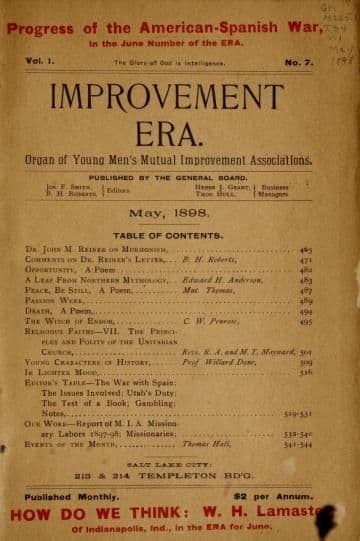 Progress of the American-Spanish War,
In the June Number of the ERA.
Vol. I. The Glory of God is Intelligence. No. 7.
IMPROVEMENT
ERA.
Organ of Young Men's Mutual Improvement Associations.
PUBLISHED BY THE GENERAL BOARD.
Jos. F. Smith, B. H. Roberts, } Editors Heber J. Grant, Thos Hull, } Business Managers
May, 1898.
TABLE OF CONTENTS.
Dr. John M. Reiner on Mormonism, 465
Comments on Dr. Reiner's Letter, B. H. Roberts, 471
Opportunity, A Poem 482
A Leaf From Northern Mythology, Edward H. Anderson, 483
Peace, Be Still, A Poem, Mat. Thomas, 487
Passion Week, 489
Death, A Poem, 494
The Witch of Endor, C. W. Penrose, 495
Religious Faiths—VII. The Princi-
ples and Polity of the Unitarian
Church, Revs. R. A. and M. T. Maynard, 501
Young Characters in History, Prof Willard Done, 509
In Lighter Mood, 516
Editor's Table—The War with Spain;
The Issues Involved; Utah's Duty;
The Test of a Book; Gambling;
Notes, 519-531
Our Work—Report of M. I. A. Mission-
ary Labors 1897-98; Missionaries; 532-540
Events of the Month, Thomas Hull, 541-544
SALT LAKE CITY:
213 & 214 TEMPLETON BD'G.
Published Monthly. $2 per Annum.
HOW DO WE THINK: W. H. Lamaste
Of Indianapolis, Ind., in the ERA for June.